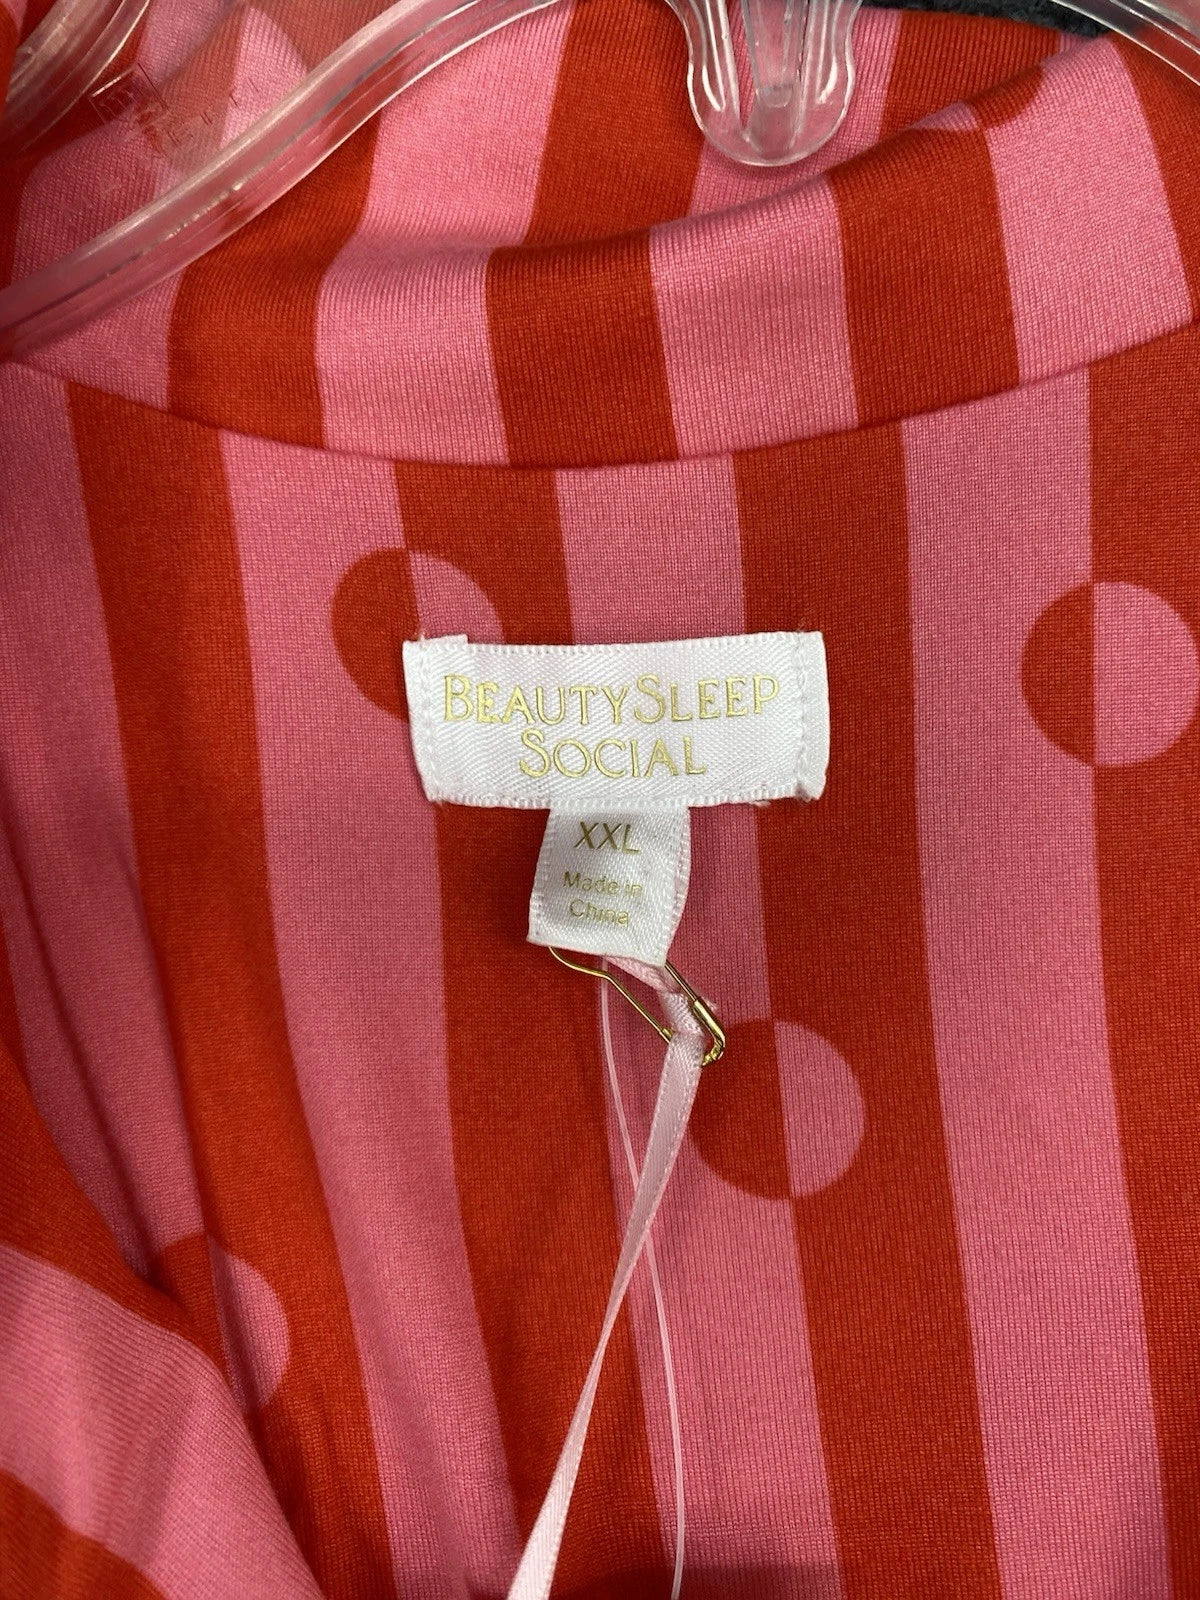 BEAUTYSLEEP
SOCIAL
XXL
Made in
China